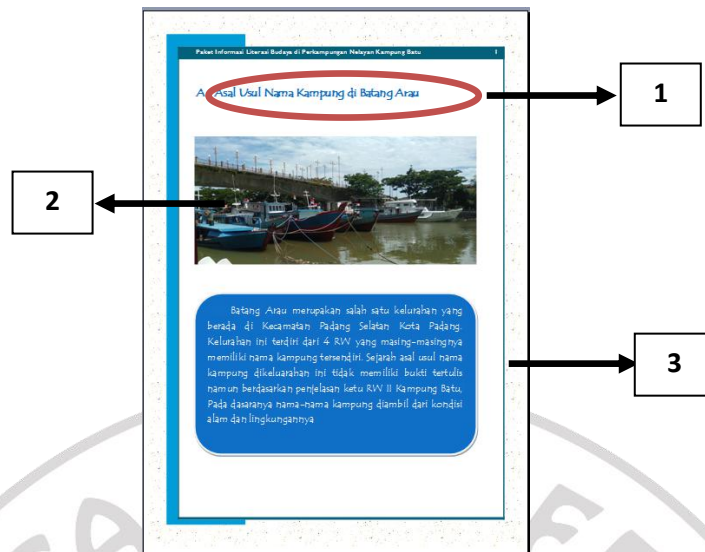 Paket Informasi Literasi Budaya di Perkampungan Nelayan Kampung Batu 1
A. Asal Usul Nama Kampung di Batang Arau
1
2
Batang Arau merupakan salah satu kelurahan yang
berada di Kecamatan Padang Selatan Kota Padang.
Kelurahan ini terdiri dari 4 RW yang masing-masingnya
memiliki nama kampung tersendiri. Sejarah asal usul nama
kampung dikeluarahan ini tidak memiliki bukti tertulis
namun berdasarkan penjelasan ketu RW II Kampung Batu,
Pada dasaranya nama-nama kampung diambil dari kondisi
alam dan lingkungannya
3